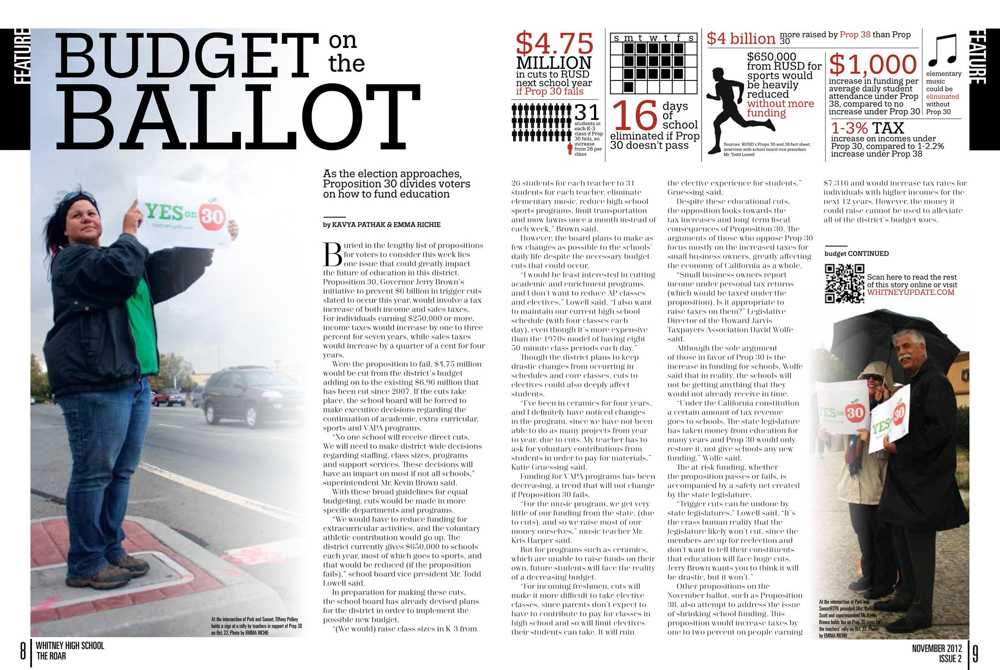 FEATURE
BUDGET on
the
BALLOT
YES on 30
YesOnProp30.com
As the election approaches,
Proposition 30 divides voters
on how to fund education
by KAVYA PATHAK & EMMA RICHIE
Buried in the lengthy list of propositions
for voters to consider this week lies
one issue that could greatly impact
the future of education in this district.
Proposition 30, Governor Jerry Brown's
initiative to prevent $6 billion in trigger cuts
slated to occur this year, would involve a tax
increase of both income and sales taxes.
For individuals earning $250,000 or more,
income taxes would increase by one to three
percent for seven years, while sales taxes
would increase by a quarter of a cent for four
years.
Were the proposition to fail, $4.75 million
would be cut from the district's budget
adding on to the existing $6.96 million that
has been cut since 2007. If the cuts take
place, the school board will be forced to
make executive decisions regarding the
continuation of academic, extra-curricular,
sports and VAPA programs.
"No one school will receive direct cuts.
We will need to make district-wide decisions
regarding staffing, class sizes, programs
and support services. These decisions will
have an impact on most if not all schools,"
superintendent Mr. Kevin Brown said.
With these broad guidelines for equal
budgeting, cuts would be made in more
specific departments and programs.
"We would have to reduce funding for
extracurricular activities, and the voluntary
athletic contribution would go up. The
district currently gives $650,000 to schools
each year, most of which goes to sports, and
that would be reduced (if the proposition
fails)," school board vice president Mr. Todd
Lowell said.
In preparation for making these cuts,
the school board has already devised plans
for the district in order to implement the
possible new budget.
"(We would) raise class sizes in K-3 from
At the intersection of Park and Sunset, Tiffany Pelkey
holds a sign at a rally by teachers in support of Prop 30
on Oct. 22. Photo by EMMA RICHIE
8
WHITNEY HIGH SCHOOL
THE ROAR
$4.75
MILLION
in cuts to RUSD
next school year
if Prop 30 fails
31
students in
each K-3
class if Prop
30 fails, an
increase
from 26 per
class
s m t w t f s
16 days
of
school
eliminated if Prop
30 doesn't pass
$4 billion more raised by Prop 38 than Prop
30
$650,000
from RUSD for
sports would
be heavily
reduced
without more
funding
Sources: RUSD's Props 30 and 38 fact sheet,
interview with school board vice president
Mr. Todd Lowell
$1,000
increase in funding per
average daily student
attendance under Prop
38, compared to no
increase under Prop 30
elementary
music
could be
eliminated
without
Prop 30
1-3% TAX
increase on incomes under
Prop 30, compared to 1-2.2%
increase under Prop 38
FEATURE
26 students for each teacher to 31
students for each teacher, eliminate
elementary music, reduce high school
sports programs, limit transportation
and mow lawns once a month instead of
each week," Brown said.
However, the board plans to make as
few changes as possible to the schools'
daily life despite the necessary budget
cuts that could occur.
"I would be least interested in cutting
academic and enrichment programs,
and I don't want to reduce AP classes
and electives," Lowell said. "I also want
to maintain our current high school
schedule (with four classes each
day), even though it's more expensive
than the 1970s model of having eight
50-minute class periods each day."
Though the district plans to keep
drastic changes from occurring in
schedules and core classes, cuts to
electives could also deeply affect
students.
"I've been in ceramics for four years,
and I definitely have noticed changes
in the program, since we have not been
able to do as many projects from year
to year, due to cuts. My teacher has to
ask for voluntary contributions from
students in order to pay for materials,"
Katie Gruessing said.
Funding for VAPA programs has been
decreasing, a trend that will not change
if Proposition 30 fails.
"For the music program, we get very
little of our funding from the state, (due
to cuts), and so we raise most of our
money ourselves," music teacher Mr.
Kris Harper said.
But for programs such as ceramics,
which are unable to raise funds on their
own, future students will face the reality
of a decreasing budget.
"For incoming freshmen, cuts will
make it more difficult to take elective
classes, since parents don't expect to
have to contribute to pay for classes in
high school and so will limit electives
their students can take. It will ruin
the elective experience for students,"
Gruessing said.
Despite these educational cuts,
the opposition looks towards the
tax increases and long-term fiscal
consequences of Proposition 30. The
arguments of those who oppose Prop 30
focus mostly on the increased taxes for
small business owners, greatly affecting
the economy of California as a whole.
"Small business owners report
income under personal tax returns
(which would be taxed under the
proposition). Is it appropriate to
raise taxes on them?" Legislative
Director of the Howard Jarvis
Taxpayers Association David Wolfe
said.
Although the sole argument
of those in favor of Prop 30 is the
increase in funding for schools, Wolfe
said that in reality, the schools will
not be getting anything that they
would not already receive in time.
"Under the California constitution
a certain amount of tax revenue
goes to schools. The state legislature
has taken money from education for
many years and Prop 30 would only
restore it, not give schools any new
funding," Wolfe said.
The at-risk funding, whether
the proposition passes or fails, is
accompanied by a safety net created
by the state legislature.
"Trigger cuts can be undone by
state legislatures," Lowell said. "It's
the crass human reality that the
legislature likely won't cut, since the
members are up for reelection and
don't want to tell their constituents
that education will face huge cuts.
Jerry Brown wants you to think it will
be drastic, but it won't."
Other propositions on the
November ballot, such as Proposition
38, also attempt to address the issue
of shrinking school funding. This
proposition would increase taxes by
one to two percent on people earning
$7,316 and would increase tax rates for
individuals with higher incomes for the
next 12 years. However, the money it
could raise cannot be used to alleviate
all of the district's budget woes.
budget CONTINUED
Scan here to read the rest
of this story online or visit
WHITNEYUPDATE.COM
YES on 30
YES on 30
At the intersection of Park and
SunsetRTPA president Mrs. Barbara
Scott and superintendent Mr. Kevin
Brown holds Yes on Prop 30 signs for
the teachers' rally on Oct. 22. Photo
by EMMA RICHIE
NOVEMBER 2012
ISSUE 2
9